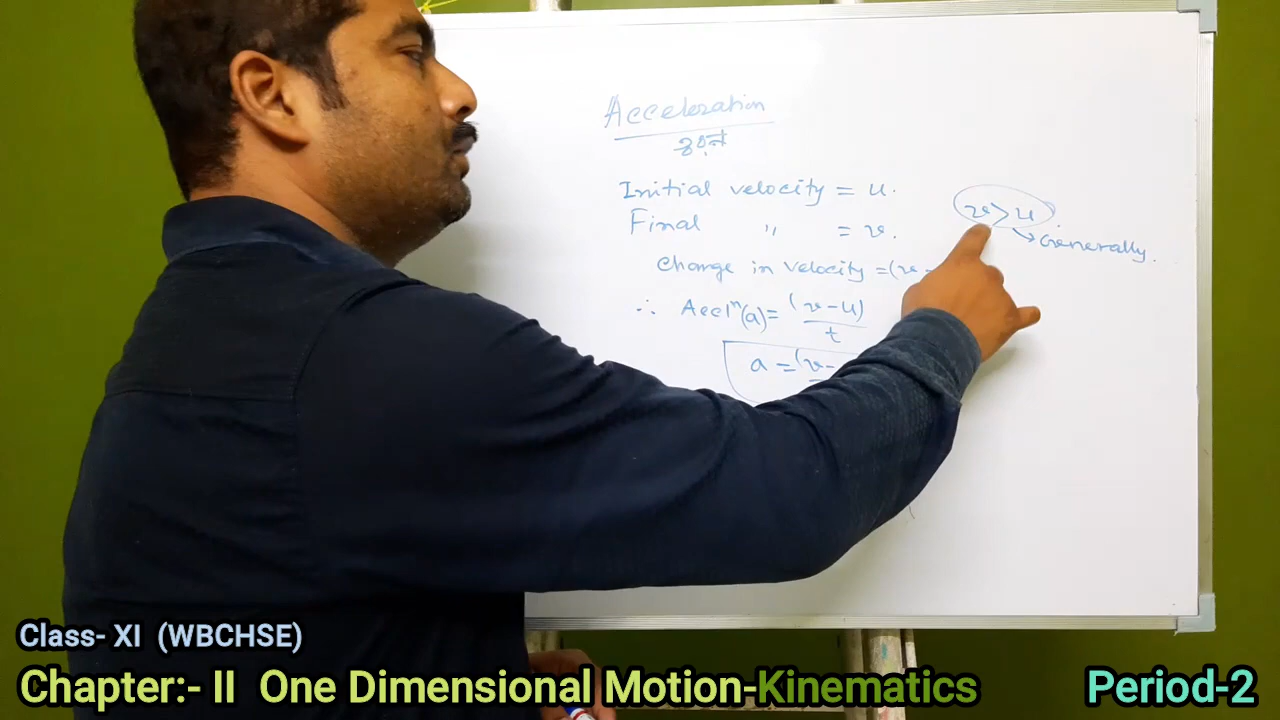 Acceleration
ত্বরণ
Initial velocity = u.
Final " = v.
v > u
Generally.
Change in velocity = (v -
∴ Accl^n (a) = (v-u)/t
a = (v-
Class- XI (WBCHSE)
Chapter:- II One Dimensional Motion-Kinematics
Period-2